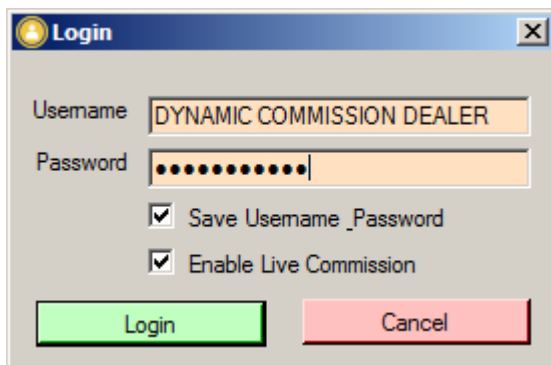 Login
Username DYNAMIC COMMISSION DEALER
Password ●●●●●●●●●●●
Save Username _Password
Enable Live Commission
Login Cancel